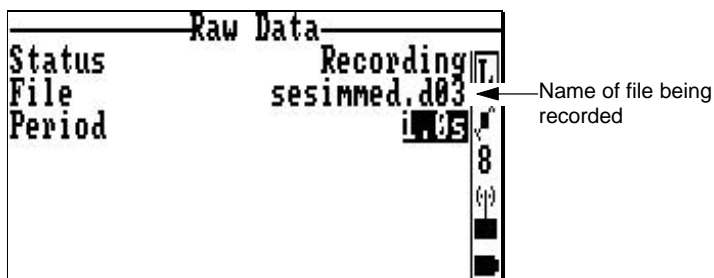 Raw Data
Status Recording
File sesimmed.d03
Period 1.0s
L
8
Name of file being
recorded